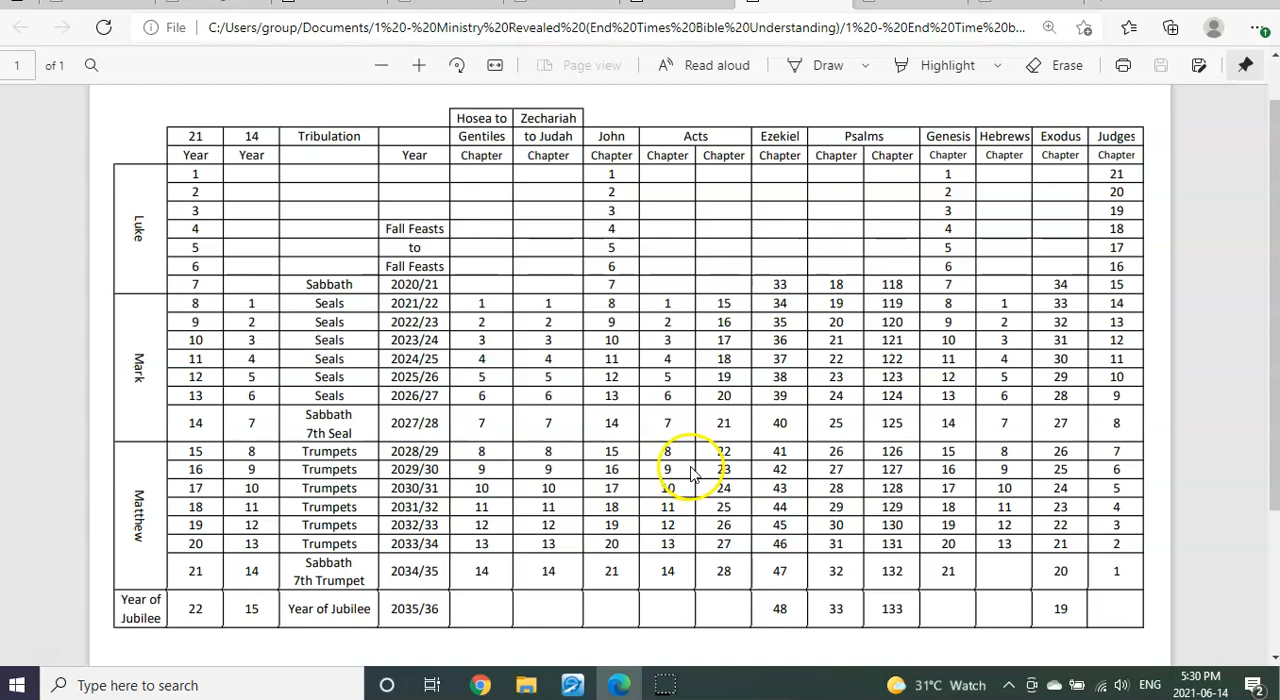 File C:/Users/group/Documents/1%20-%20Ministry%20Revealed%20(End%20Times%20Bible%20Understanding)/1%20-%20End%20Time%20b...
1 of 1 Page view Read aloud Draw Highlight Erase
Hosea to Zechariah
21 14 Tribulation Gentiles to Judah John Acts Ezekiel Psalms Genesis Hebrews Exodus Judges
Year Year Year Chapter Chapter Chapter Chapter Chapter Chapter Chapter Chapter Chapter Chapter Chapter Chapter
Luke
1 1 1 21
2 2 2 20
3 3 3 19
4 Fall Feasts 4 4 18
5 to 5 5 17
6 Fall Feasts 6 6 16
7 Sabbath 2020/21 7 33 18 118 7 34 15
Mark
8 1 Seals 2021/22 1 1 8 1 15 34 19 119 8 1 33 14
9 2 Seals 2022/23 2 2 9 2 16 35 20 120 9 2 32 13
10 3 Seals 2023/24 3 3 10 3 17 36 21 121 10 3 31 12
11 4 Seals 2024/25 4 4 11 4 18 37 22 122 11 4 30 11
12 5 Seals 2025/26 5 5 12 5 19 38 23 123 12 5 29 10
13 6 Seals 2026/27 6 6 13 6 20 39 24 124 13 6 28 9
14 7 Sabbath 7th Seal 2027/28 7 7 14 7 21 40 25 125 14 7 27 8
Matthew
15 8 Trumpets 2028/29 8 8 15 8 22 41 26 126 15 8 26 7
16 9 Trumpets 2029/30 9 9 16 9 23 42 27 127 16 9 25 6
17 10 Trumpets 2030/31 10 10 17 10 24 43 28 128 17 10 24 5
18 11 Trumpets 2031/32 11 11 18 11 25 44 29 129 18 11 23 4
19 12 Trumpets 2032/33 12 12 19 12 26 45 30 130 19 12 22 3
20 13 Trumpets 2033/34 13 13 20 13 27 46 31 131 20 13 21 2
21 14 Sabbath 7th Trumpet 2034/35 14 14 21 14 28 47 32 132 21 20 1
Year of Jubilee 22 15 Year of Jubilee 2035/36 48 33 133 19
Type here to search 31°C Watch ENG 5:30 PM
2021-06-14 2